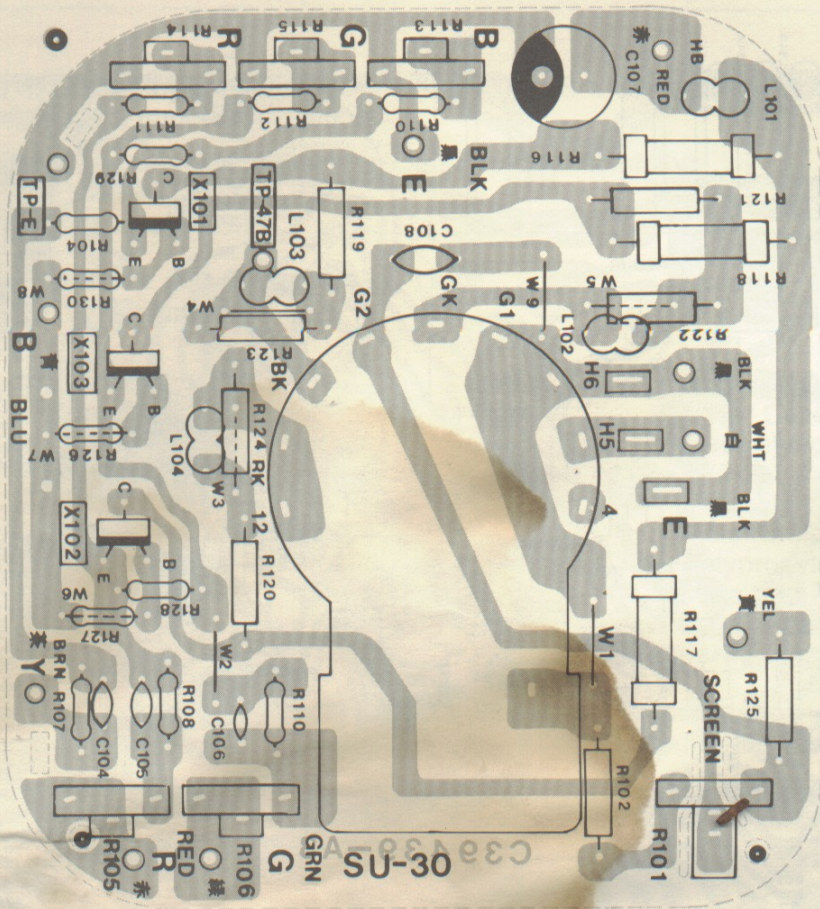 R114
R
R115
G
R113
B
赤
C107
RED
HB
L101
R111
R112
R110
E
黒
BLK
R116
TP-E
R129
C
X101
TP-47B
L103
R119
R121
R104
E
B
C108
R118
W8
R130
W4
G2
GK
G1
W9
W5
L102
R122
B
青
X103
C
R123
BK
H6
黒
BLK
BLU
E
B
R124
RK
H5
白
WHT
W7
R126
L104
W3
12
4
E
黒
BLK
X102
C
E
B
R120
W6
R128
R127
W1
R117
YEL
黄
茶
Y
BRN
R107
W2
R108
C104
C105
C106
R110
SCREEN
R125
R102
R105
R
赤
RED
緑
R106
G
GRN
SU-30
C39439-A3
R101